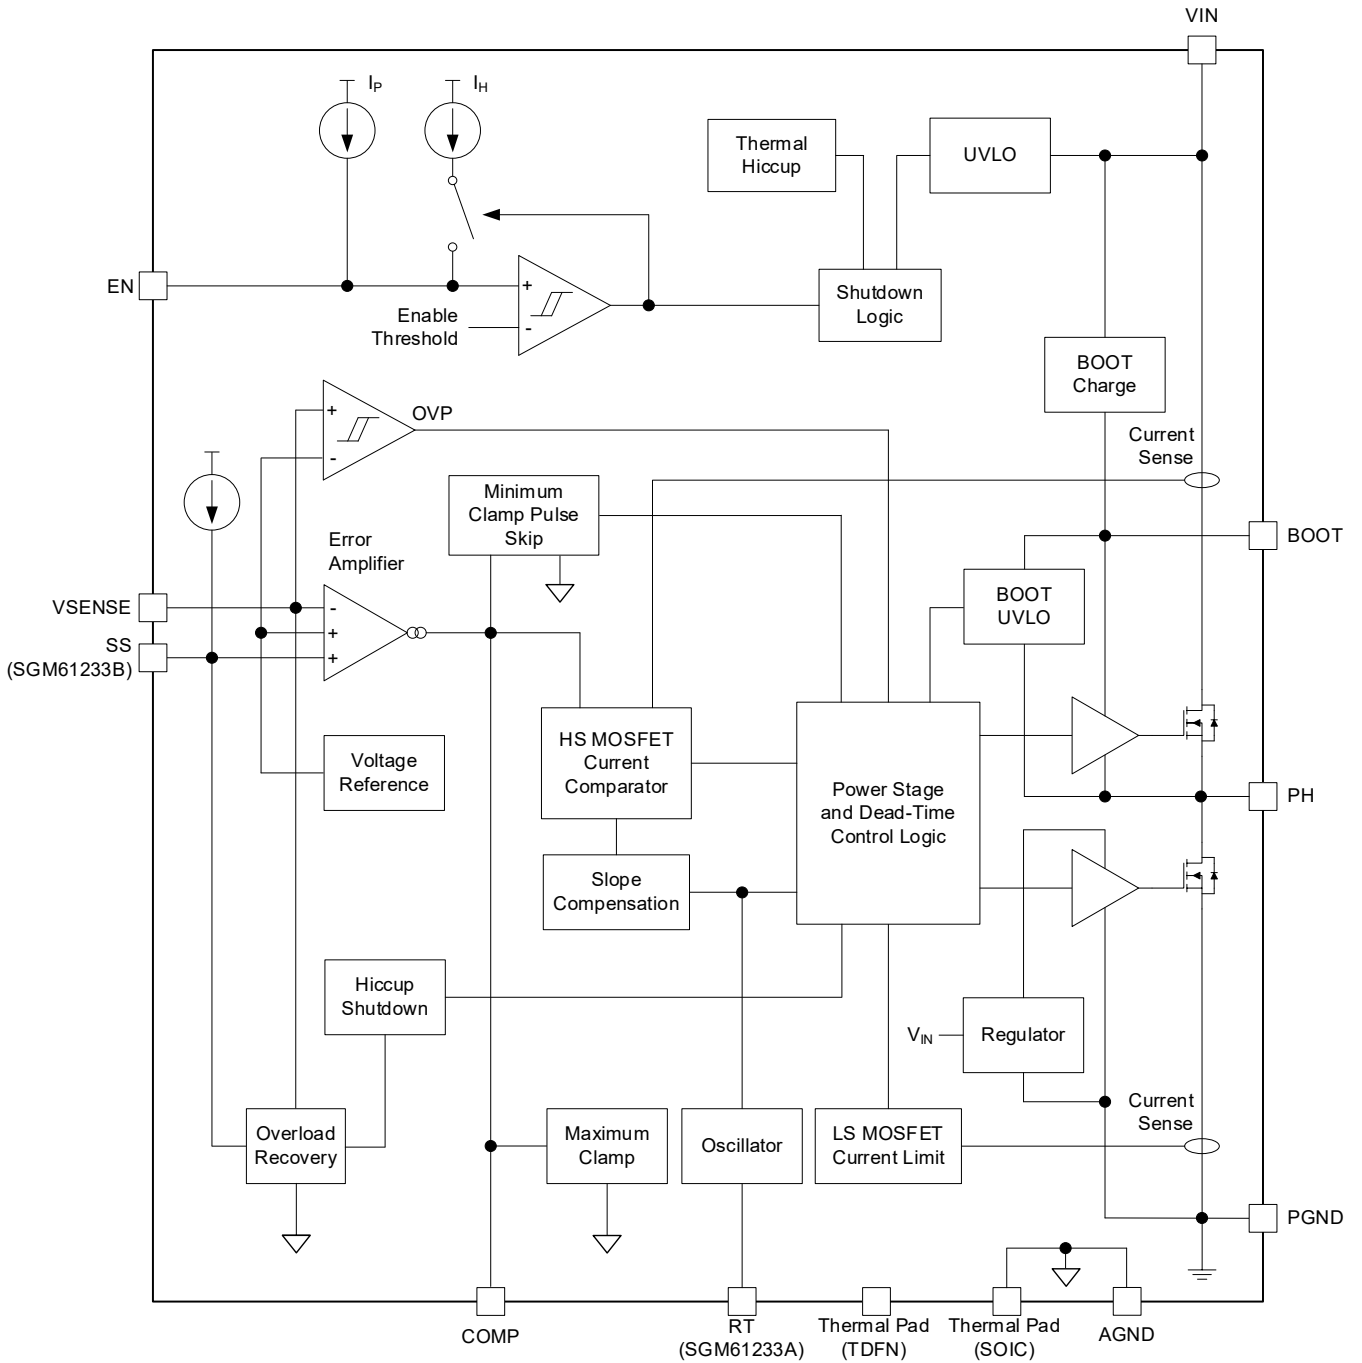 VIN
IP
IH
Thermal
Hiccup
UVLO
EN
+
-
Enable
Threshold
Shutdown
Logic
BOOT
Charge
+
-
OVP
Current
Sense
Minimum
Clamp Pulse
Skip
BOOT
Error
Amplifier
BOOT
UVLO
VSENSE
-
+
+
SS
(SGM61233B)
HS MOSFET
Current
Comparator
Voltage
Reference
Power Stage
and Dead-Time
Control Logic
PH
Slope
Compensation
Hiccup
Shutdown
VIN
Regulator
Current
Sense
Overload
Recovery
Maximum
Clamp
Oscillator
LS MOSFET
Current Limit
PGND
COMP
RT
(SGM61233A)
Thermal Pad
(TDFN)
Thermal Pad
(SOIC)
AGND